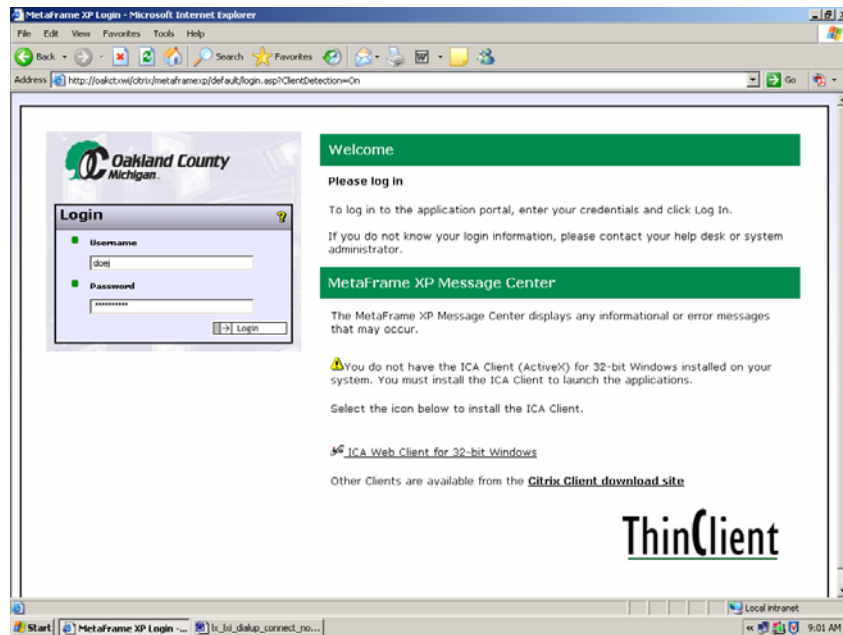 MetaFrame XP Login - Microsoft Internet Explorer
File Edit View Favorites Tools Help
Back Search Favorites
Address http://oakctxwi/citrix/metaframexp/default/login.asp?ClientDetection=On Go
Oakland County
Michigan
Login ?
Username
doej
Password
**********
Login
Welcome
Please log in
To log in to the application portal, enter your credentials and click Log In.
If you do not know your login information, please contact your help desk or system
administrator.
MetaFrame XP Message Center
The MetaFrame XP Message Center displays any informational or error messages
that may occur.
You do not have the ICA Client (ActiveX) for 32-bit Windows installed on your
system. You must install the ICA Client to launch the applications.
Select the icon below to install the ICA Client.
ICA Web Client for 32-bit Windows
Other Clients are available from the Citrix Client download site
ThinClient
Local intranet
Start MetaFrame XP Login -... lx_lxi_dialup_connect_no... « 9:01 AM